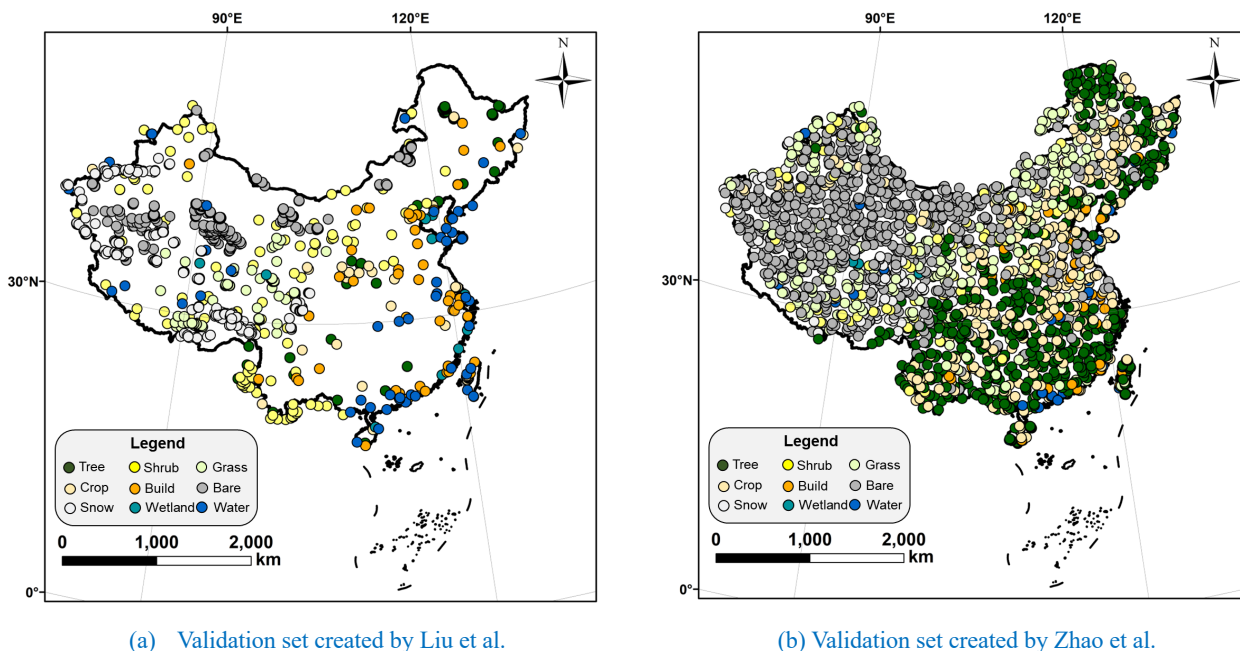 90°E 120°E
N
30°N
Legend
Tree Shrub Grass
Crop Build Bare
Snow Wetland Water
0 1,000 2,000
km
0°
(a) Validation set created by Liu et al.
90°E 120°E
N
30°N
Legend
Tree Shrub Grass
Crop Build Bare
Snow Wetland Water
0 1,000 2,000
km
0°
(b) Validation set created by Zhao et al.